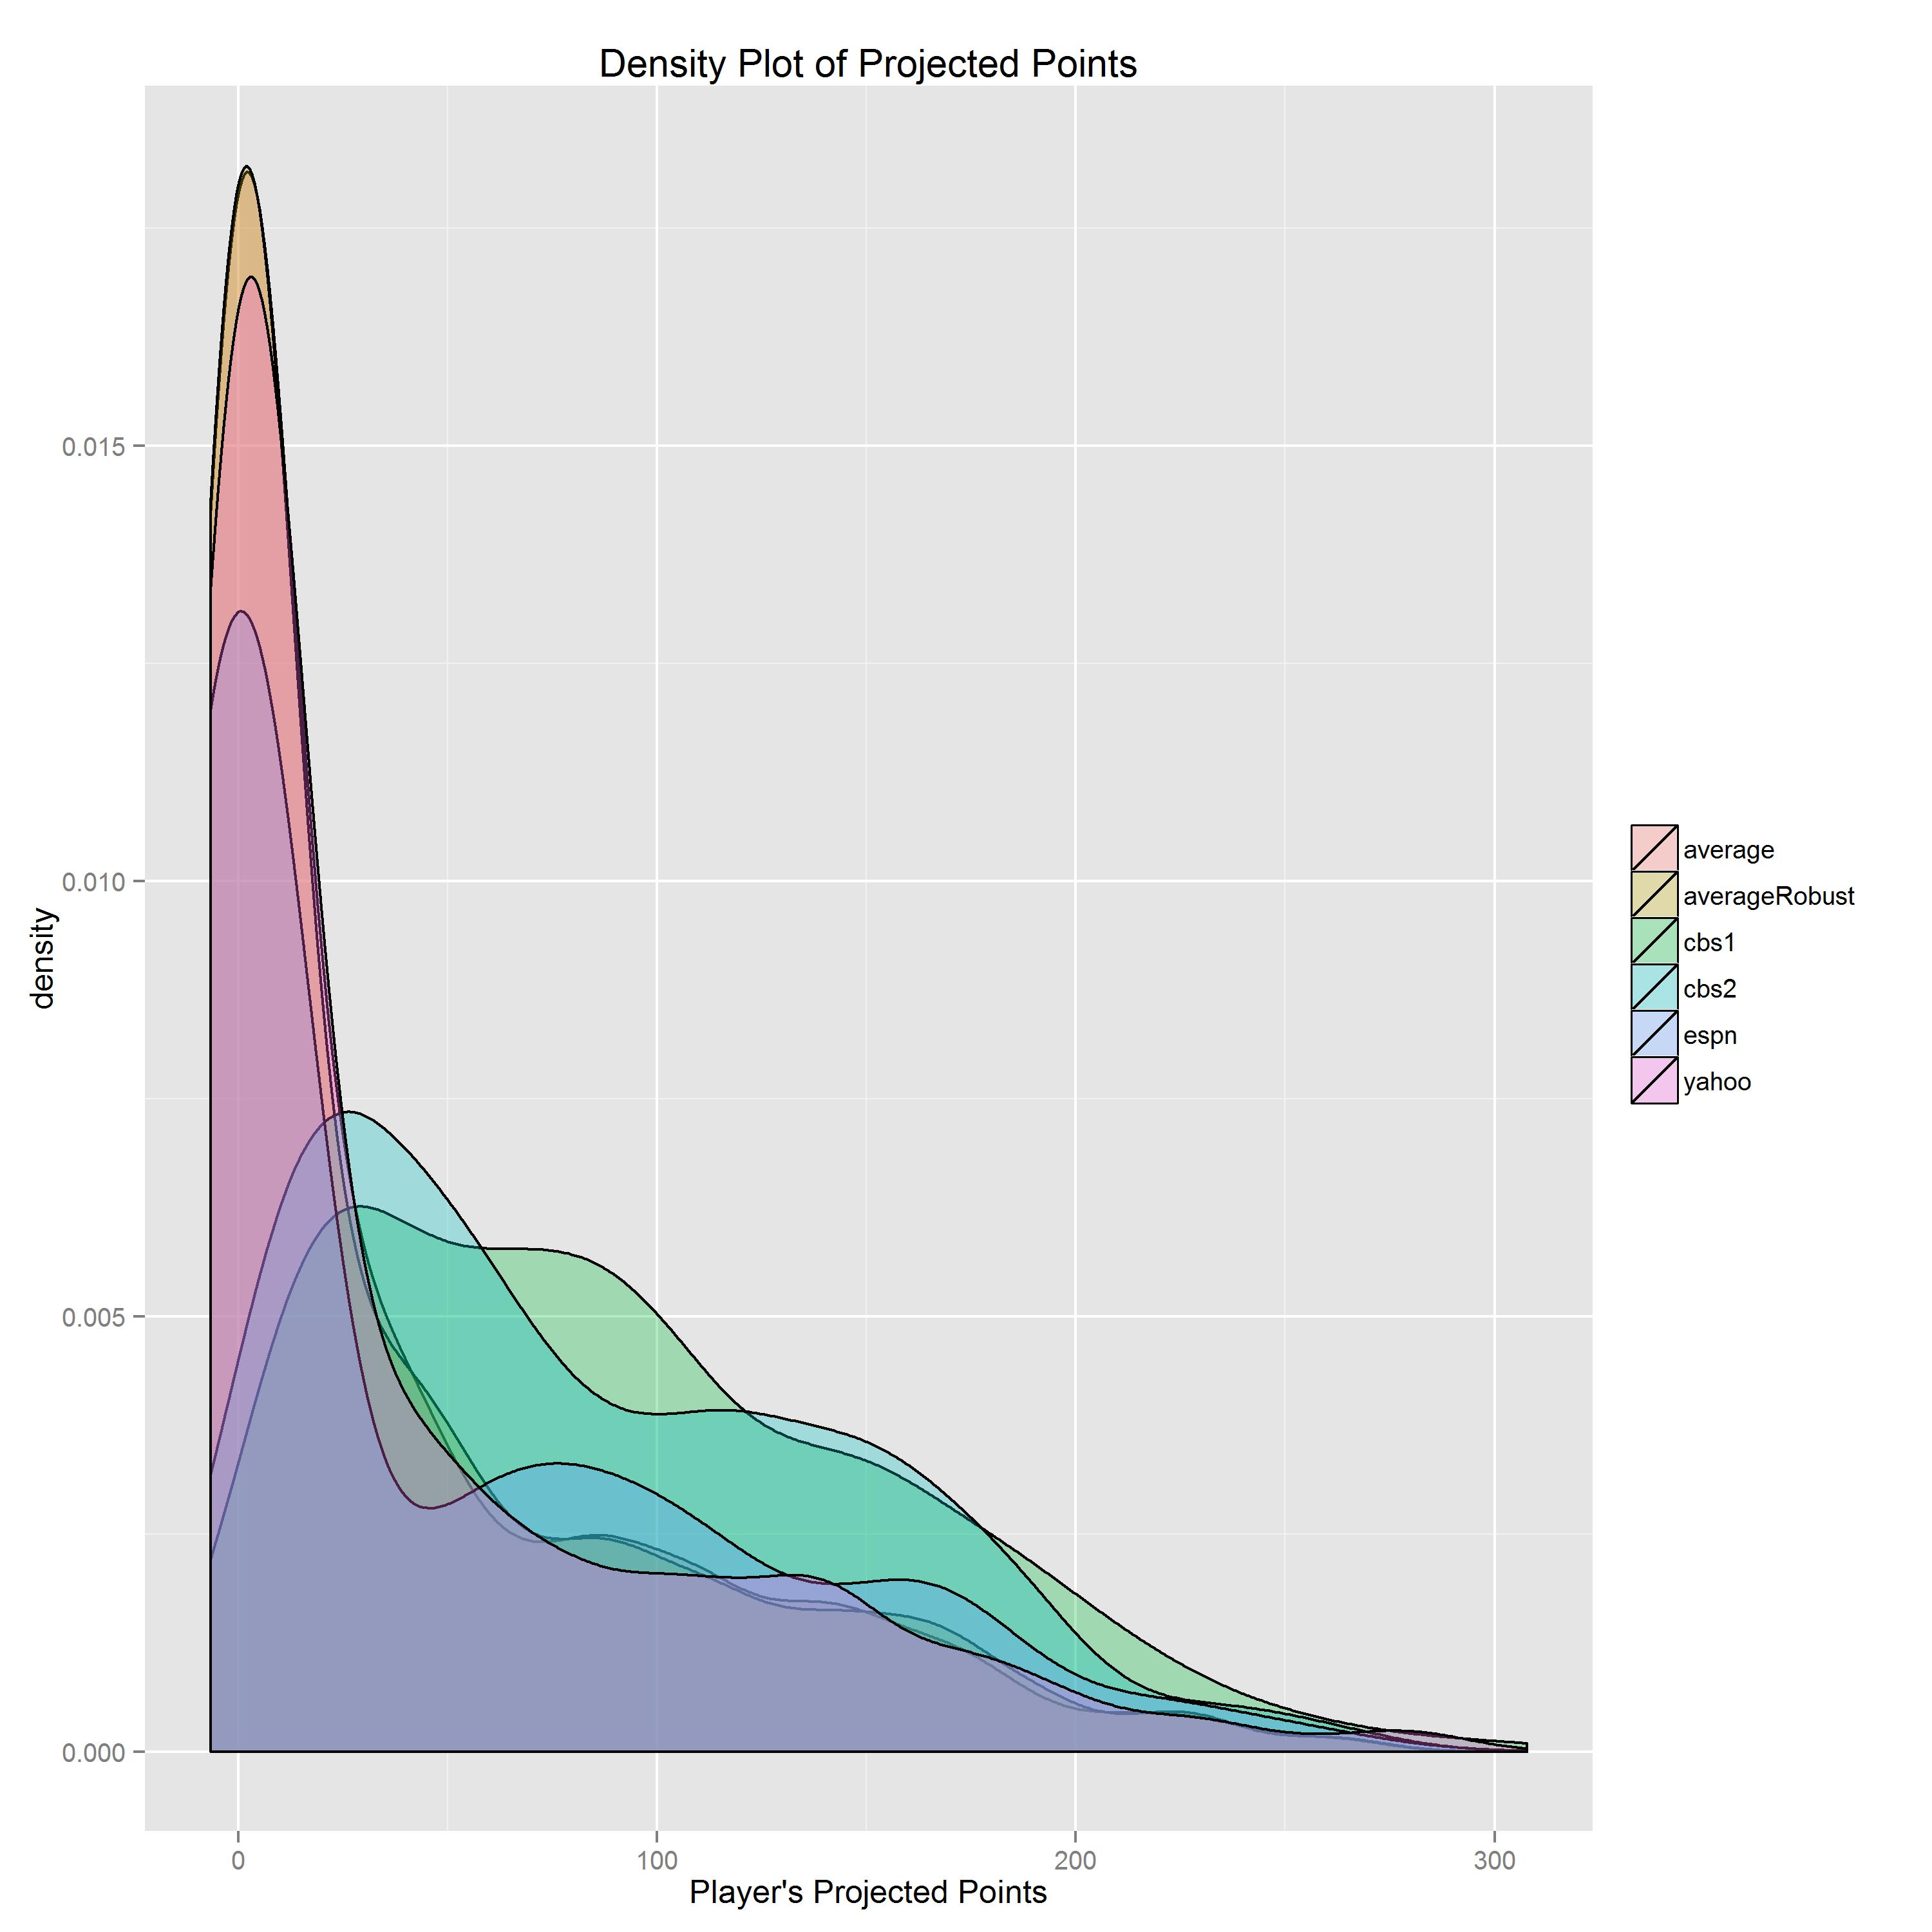 Density Plot of Projected Points
density
0.015
0.010
0.005
0.000
0
100
200
300
Player's Projected Points
average
averageRobust
cbs1
cbs2
espn
yahoo